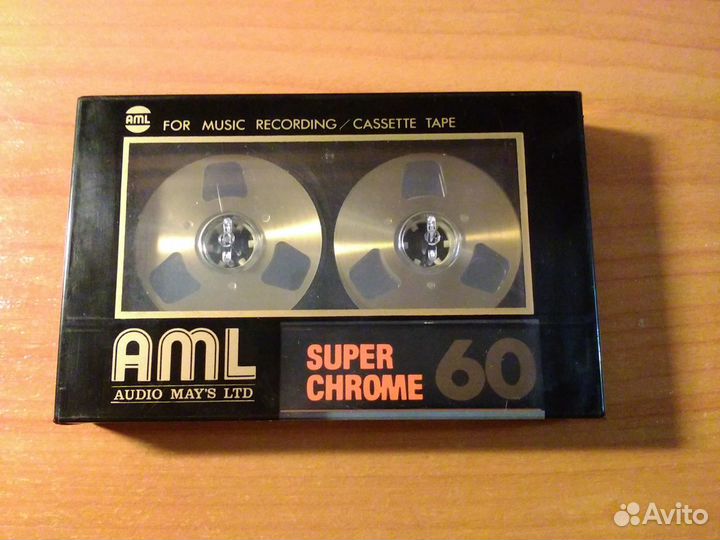 AML FOR MUSIC RECORDING/CASSETTE TAPE
AML
AUDIO MAY'S LTD
SUPER
CHROME
60
Avito